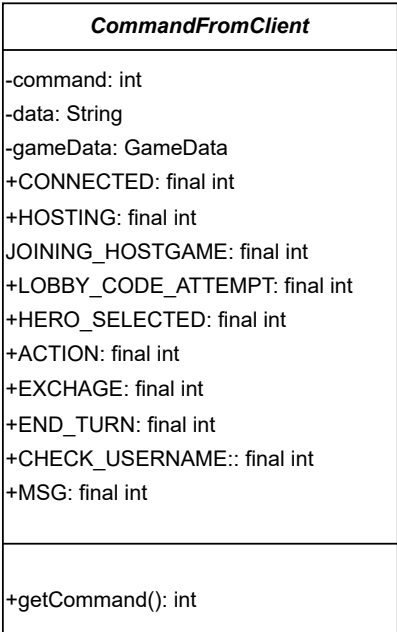 CommandFromClient
-command: int
-data: String
-gameData: GameData
+CONNECTED: final int
+HOSTING: final int
JOINING_HOSTGAME: final int
+LOBBY_CODE_ATTEMPT: final int
+HERO_SELECTED: final int
+ACTION: final int
+EXCHAGE: final int
+END_TURN: final int
+CHECK_USERNAME:: final int
+MSG: final int
+getCommand(): int